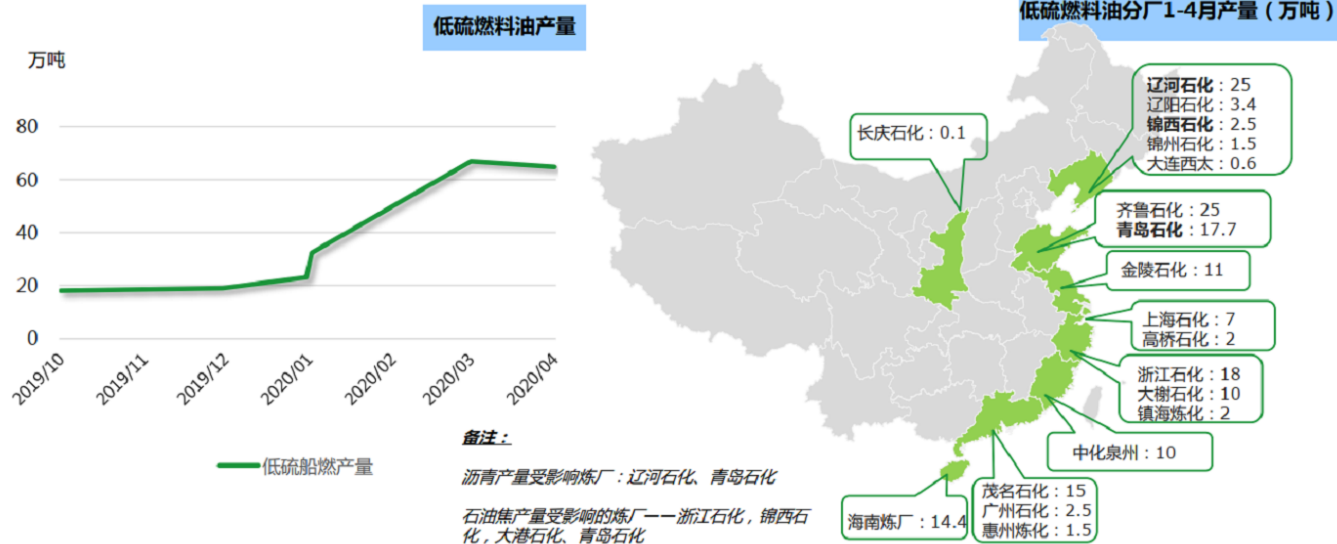 低硫燃料油产量
万吨
80
60
40
20
0
2019/10
2019/11
2019/12
2020/01
2020/02
2020/03
2020/04
低硫船燃产量
低硫燃料油分厂1-4月产量（万吨）
长庆石化：0.1
辽河石化：25
辽阳石化：3.4
锦西石化：2.5
锦州石化：1.5
大连西太：0.6
齐鲁石化：25
青岛石化：17.7
金陵石化：11
上海石化：7
高桥石化：2
浙江石化：18
大榭石化：10
镇海炼化：2
中化泉州：10
茂名石化：15
广州石化：2.5
惠州炼化：1.5
海南炼厂：14.4
备注：
沥青产量受影响炼厂：辽河石化、青岛石化
石油焦产量受影响的炼厂——浙江石化，锦西石
化，大港石化、青岛石化